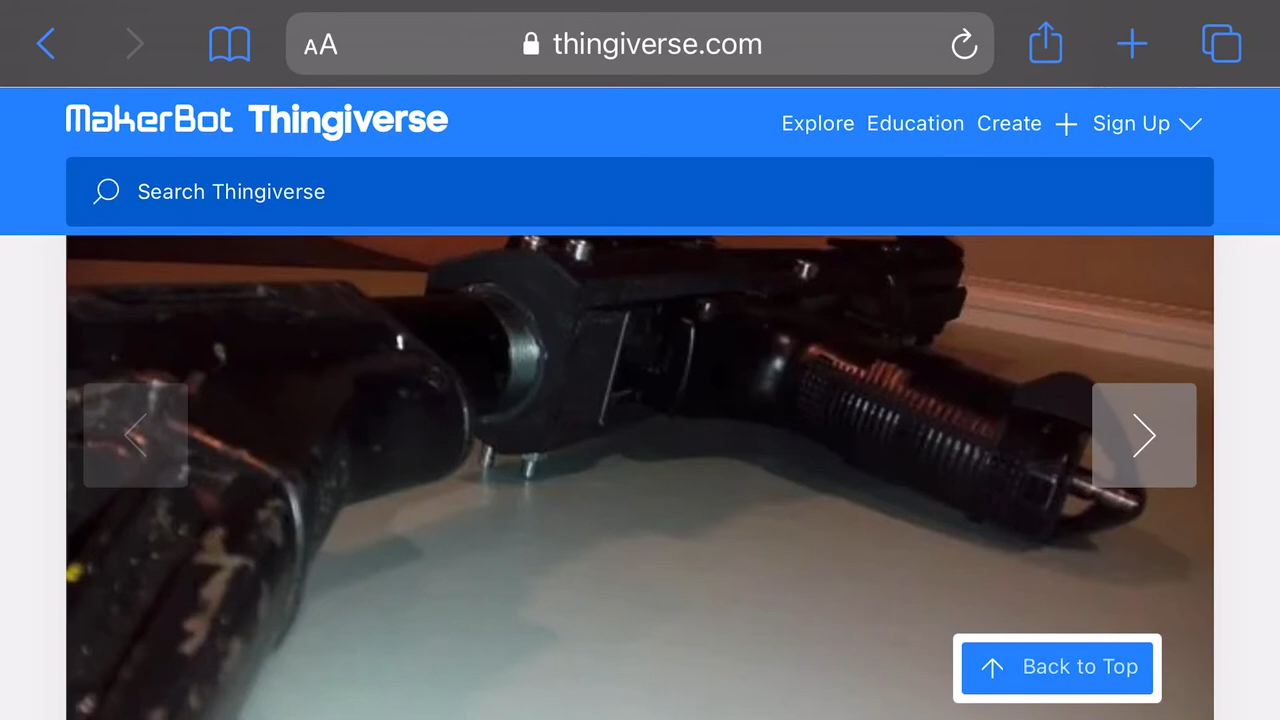 AA thingiverse.com
MakerBot Thingiverse
Explore Education Create Sign Up
Search Thingiverse
Back to Top